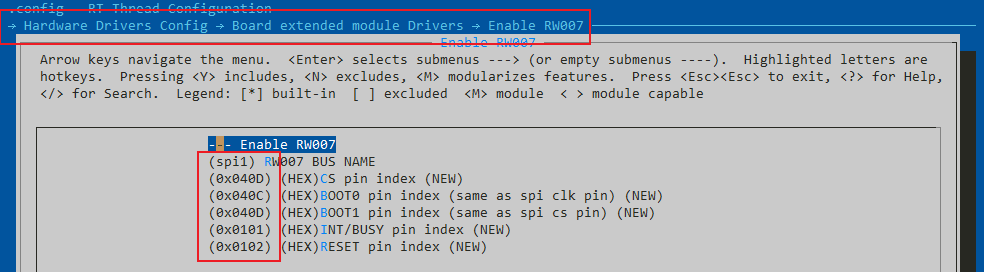 .config - RT-Thread Configuration
→ Hardware Drivers Config → Board extended module Drivers → Enable RW007
Enable RW007
Arrow keys navigate the menu. <Enter> selects submenus ---> (or empty submenus ----). Highlighted letters are
hotkeys. Pressing <Y> includes, <N> excludes, <M> modularizes features. Press <Esc><Esc> to exit, <?> for Help,
</> for Search. Legend: [*] built-in [ ] excluded <M> module < > module capable
--- Enable RW007
(spi1) RW007 BUS NAME
(0x040D) (HEX)CS pin index (NEW)
(0x040C) (HEX)BOOT0 pin index (same as spi clk pin) (NEW)
(0x040D) (HEX)BOOT1 pin index (same as spi cs pin) (NEW)
(0x0101) (HEX)INT/BUSY pin index (NEW)
(0x0102) (HEX)RESET pin index (NEW)